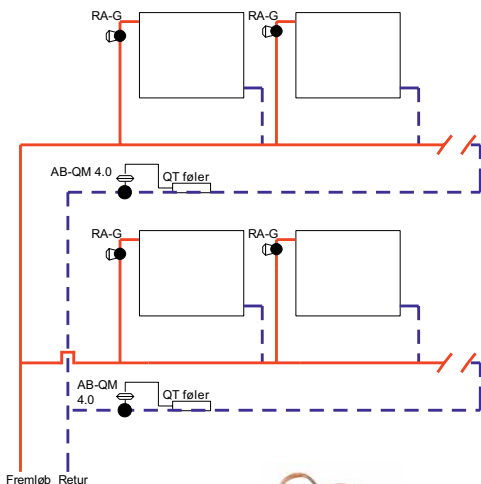 RA-G
RA-G
AB-QM 4.0
QT føler
RA-G
RA-G
AB-QM
4.0
QT føler
Fremløb
Retur